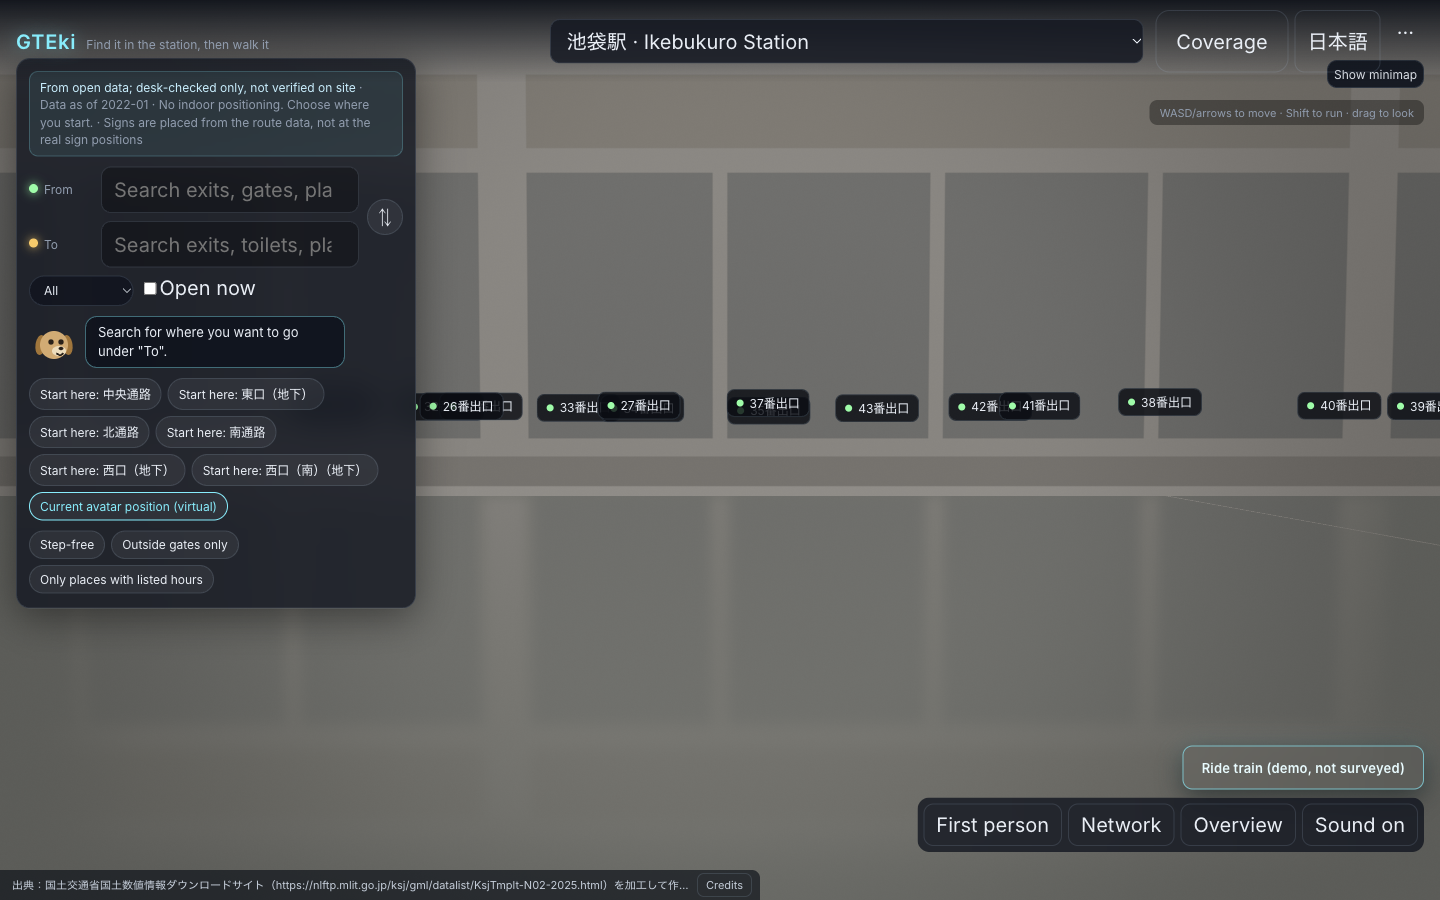 GTEki
Find it in the station, then walk it
池袋駅 · Ikebukuro Station
Coverage
日本語
...
Show minimap
WASD/arrows to move · Shift to run · drag to look
From open data; desk-checked only, not verified on site ·
Data as of 2022-01 · No indoor positioning. Choose where
you start. · Signs are placed from the route data, not at the
real sign positions
From
Search exits, gates, pla
To
Search exits, toilets, pla
All
Open now
Search for where you want to go
under "To".
Start here: 中央通路
Start here: 東口（地下）
Start here: 北通路
Start here: 南通路
Start here: 西口（地下）
Start here: 西口（南）（地下）
Current avatar position (virtual)
Step-free
Outside gates only
Only places with listed hours
26番出口
33番出
27番出口
37番出口
43番出口
42番
41番出口
38番出口
40番出口
39番出
Ride train (demo, not surveyed)
First person
Network
Overview
Sound on
出典：国土交通省国土数値情報ダウンロードサイト（https://nlftp.mlit.go.jp/ksj/gml/datalist/KsjTmplt-N02-2025.html）を加工して作...
Credits